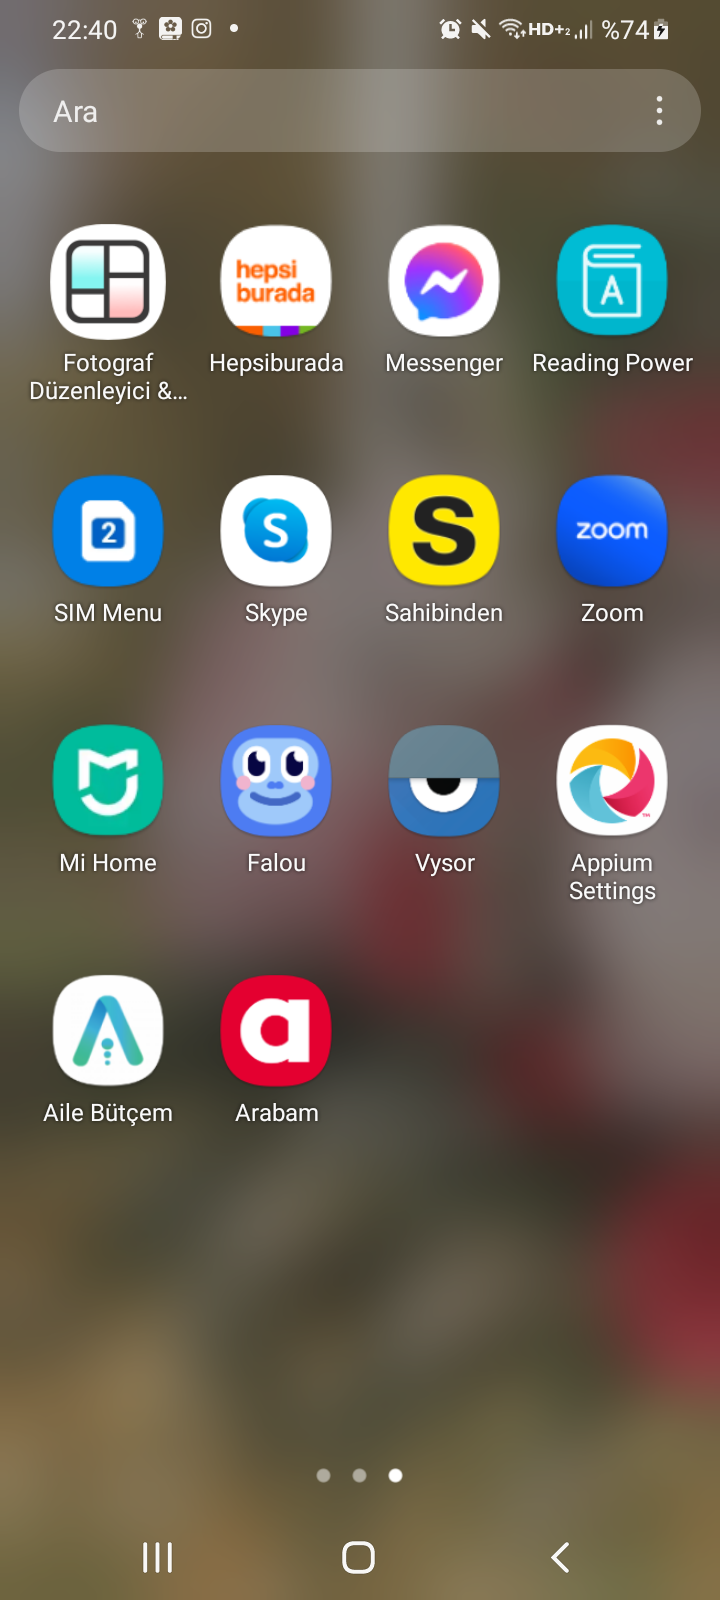 22:40
HD+ 2 %74
Ara
hepsi
burada
A
Fotograf
Düzenleyici &...
Hepsiburada
Messenger
Reading Power
2
S
S
zoom
SIM Menu
Skype
Sahibinden
Zoom
TM
Mi Home
Falou
Vysor
Appium
Settings
a
Aile Bütçem
Arabam